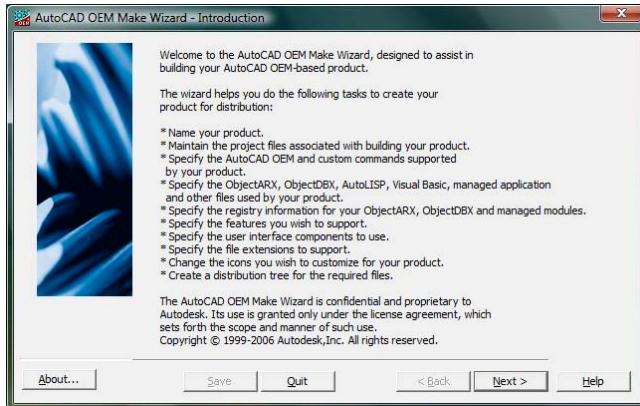 AutoCAD OEM Make Wizard - Introduction
Welcome to the AutoCAD OEM Make Wizard, designed to assist in
building your AutoCAD OEM-based product.
The wizard helps you do the following tasks to create your
product for distribution:
* Name your product.
* Maintain the project files associated with building your product.
* Specify the AutoCAD OEM and custom commands supported
by your product.
* Specify the ObjectARX, ObjectDBX, AutoLISP, Visual Basic, managed application
and other files used by your product.
* Specify the registry information for your ObjectARX, ObjectDBX and managed modules.
* Specify the features you wish to support.
* Specify the user interface components to use.
* Specify the file extensions to support.
* Change the icons you wish to customize for your product.
* Create a distribution tree for the required files.
The AutoCAD OEM Make Wizard is confidential and proprietary to
Autodesk. Its use is granted only under the license agreement, which
sets forth the scope and manner of such use.
Copyright © 1999-2006 Autodesk,Inc. All rights reserved.
About... Save Quit < Back Next > Help